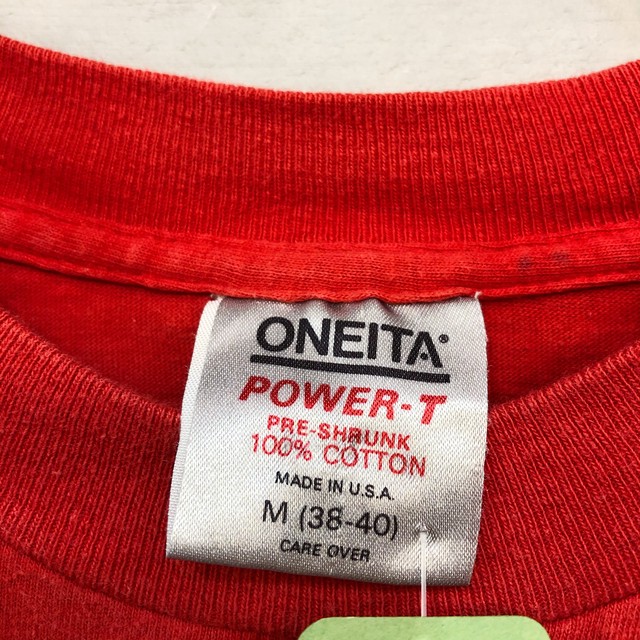 ONEITA®
POWER-T
PRE-SHRUNK
100% COTTON
MADE IN U.S.A.
M (38-40)
CARE OVER